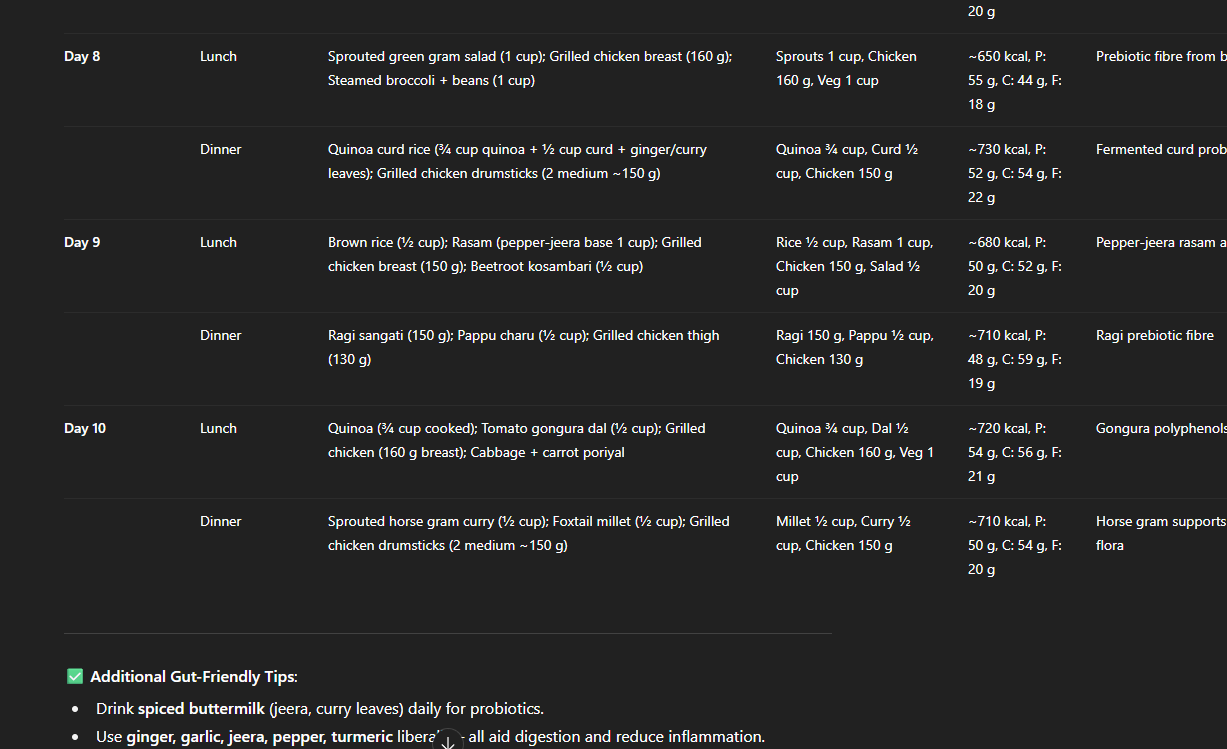 20 g
Day 8 Lunch Sprouted green gram salad (1 cup); Grilled chicken breast (160 g); Sprouts 1 cup, Chicken ~650 kcal, P: Prebiotic fibre from b
Steamed broccoli + beans (1 cup) 160 g, Veg 1 cup 55 g, C: 44 g, F:
18 g
Dinner Quinoa curd rice (¾ cup quinoa + ½ cup curd + ginger/curry Quinoa ¾ cup, Curd ½ ~730 kcal, P: Fermented curd prob
leaves); Grilled chicken drumsticks (2 medium ~150 g) cup, Chicken 150 g 52 g, C: 54 g, F:
22 g
Day 9 Lunch Brown rice (½ cup); Rasam (pepper-jeera base 1 cup); Grilled Rice ½ cup, Rasam 1 cup, ~680 kcal, P: Pepper-jeera rasam a
chicken breast (150 g); Beetroot kosambari (½ cup) Chicken 150 g, Salad ½ 50 g, C: 52 g, F:
cup 20 g
Dinner Ragi sangati (150 g); Pappu charu (½ cup); Grilled chicken thigh Ragi 150 g, Pappu ½ cup, ~710 kcal, P: Ragi prebiotic fibre
(130 g) Chicken 130 g 48 g, C: 59 g, F:
19 g
Day 10 Lunch Quinoa (¾ cup cooked); Tomato gongura dal (½ cup); Grilled Quinoa ¾ cup, Dal ½ ~720 kcal, P: Gongura polyphenols
chicken (160 g breast); Cabbage + carrot poriyal cup, Chicken 160 g, Veg 1 54 g, C: 56 g, F:
cup 21 g
Dinner Sprouted horse gram curry (½ cup); Foxtail millet (½ cup); Grilled Millet ½ cup, Curry ½ ~710 kcal, P: Horse gram supports
chicken drumsticks (2 medium ~150 g) cup, Chicken 150 g 50 g, C: 54 g, F: flora
20 g
✅ Additional Gut-Friendly Tips:
• Drink spiced buttermilk (jeera, curry leaves) daily for probiotics.
• Use ginger, garlic, jeera, pepper, turmeric all aid digestion and reduce inflammation.